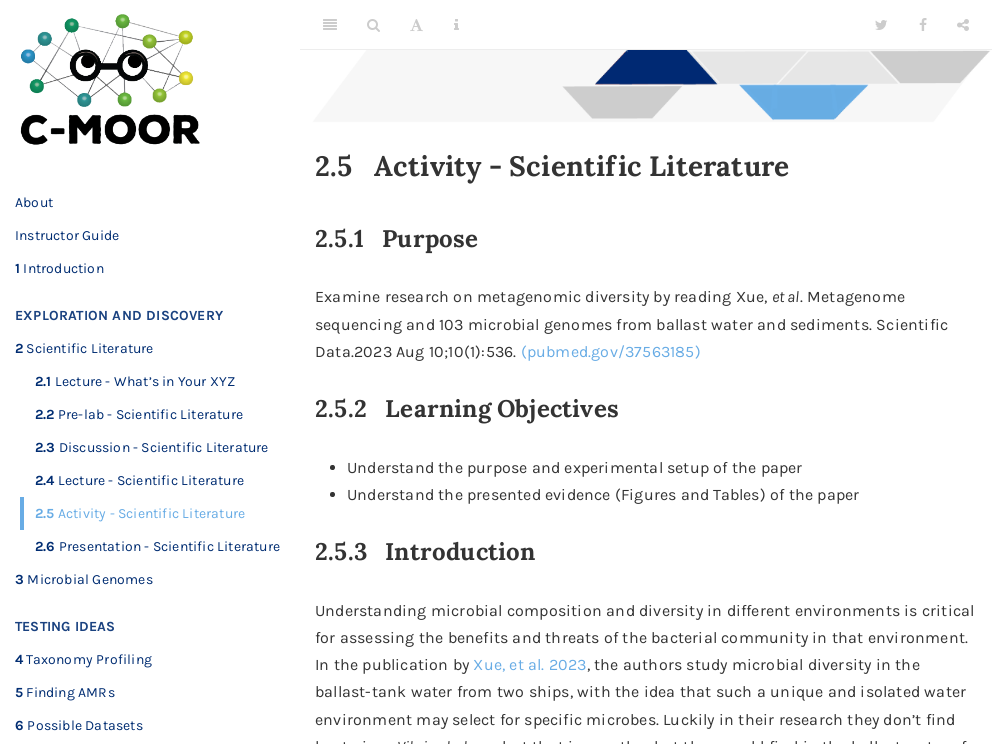 C-MOOR
About
Instructor Guide
1 Introduction
EXPLORATION AND DISCOVERY
2 Scientific Literature
2.1 Lecture - What's in Your XYZ
2.2 Pre-lab - Scientific Literature
2.3 Discussion - Scientific Literature
2.4 Lecture - Scientific Literature
2.5 Activity - Scientific Literature
2.6 Presentation - Scientific Literature
3 Microbial Genomes
TESTING IDEAS
4 Taxonomy Profiling
5 Finding AMRs
6 Possible Datasets
2.5 Activity - Scientific Literature
2.5.1 Purpose
Examine research on metagenomic diversity by reading Xue, et al. Metagenome
sequencing and 103 microbial genomes from ballast water and sediments. Scientific
Data.2023 Aug 10;10(1):536. (pubmed.gov/37563185)
2.5.2 Learning Objectives
• Understand the purpose and experimental setup of the paper
• Understand the presented evidence (Figures and Tables) of the paper
2.5.3 Introduction
Understanding microbial composition and diversity in different environments is critical
for assessing the benefits and threats of the bacterial community in that environment.
In the publication by Xue, et al. 2023, the authors study microbial diversity in the
ballast-tank water from two ships, with the idea that such a unique and isolated water
environment may select for specific microbes. Luckily in their research they don't find